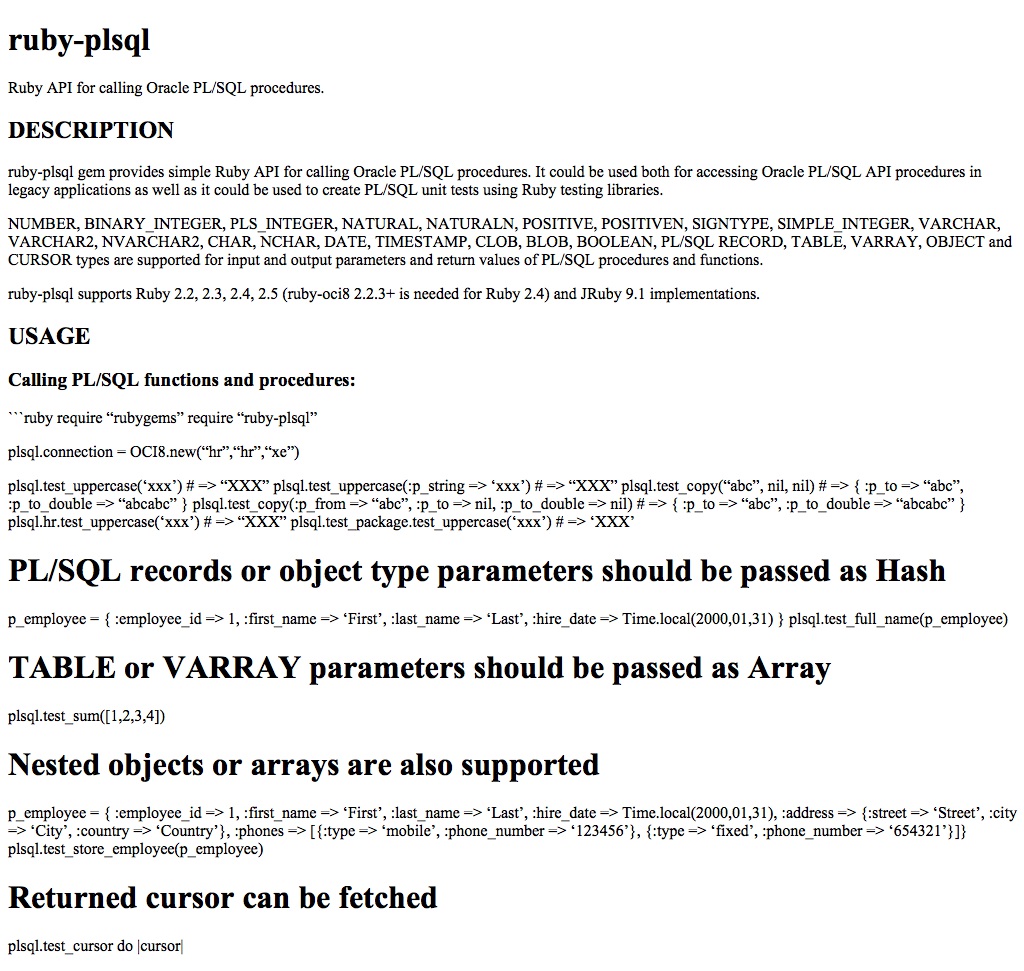 ruby-plsql
Ruby API for calling Oracle PL/SQL procedures.
DESCRIPTION
ruby-plsql gem provides simple Ruby API for calling Oracle PL/SQL procedures. It could be used both for accessing Oracle PL/SQL API procedures in
legacy applications as well as it could be used to create PL/SQL unit tests using Ruby testing libraries.
NUMBER, BINARY_INTEGER, PLS_INTEGER, NATURAL, NATURALN, POSITIVE, POSITIVEN, SIGNTYPE, SIMPLE_INTEGER, VARCHAR,
VARCHAR2, NVARCHAR2, CHAR, NCHAR, DATE, TIMESTAMP, CLOB, BLOB, BOOLEAN, PL/SQL RECORD, TABLE, VARRAY, OBJECT and
CURSOR types are supported for input and output parameters and return values of PL/SQL procedures and functions.
ruby-plsql supports Ruby 2.2, 2.3, 2.4, 2.5 (ruby-oci8 2.2.3+ is needed for Ruby 2.4) and JRuby 9.1 implementations.
USAGE
Calling PL/SQL functions and procedures:
```ruby require “rubygems” require “ruby-plsql”
plsql.connection = OCI8.new(“hr”,“hr”,“xe”)
plsql.test_uppercase(‘xxx’) # => “XXX” plsql.test_uppercase(:p_string => ‘xxx’) # => “XXX” plsql.test_copy(“abc”, nil, nil) # => { :p_to => “abc”,
:p_to_double => “abcabc” } plsql.test_copy(:p_from => “abc”, :p_to => nil, :p_to_double => nil) # => { :p_to => “abc”, :p_to_double => “abcabc” }
plsql.hr.test_uppercase(‘xxx’) # => “XXX” plsql.test_package.test_uppercase(‘xxx’) # => ‘XXX’
PL/SQL records or object type parameters should be passed as Hash
p_employee = { :employee_id => 1, :first_name => ‘First’, :last_name => ‘Last’, :hire_date => Time.local(2000,01,31) } plsql.test_full_name(p_employee)
TABLE or VARRAY parameters should be passed as Array
plsql.test_sum([1,2,3,4])
Nested objects or arrays are also supported
p_employee = { :employee_id => 1, :first_name => ‘First’, :last_name => ‘Last’, :hire_date => Time.local(2000,01,31), :address => {:street => ‘Street’, :city
=> ‘City’, :country => ‘Country’}, :phones => [{:type => ‘mobile’, :phone_number => ‘123456’}, {:type => ‘fixed’, :phone_number => ‘654321’}]}
plsql.test_store_employee(p_employee)
Returned cursor can be fetched
plsql.test_cursor do |cursor|